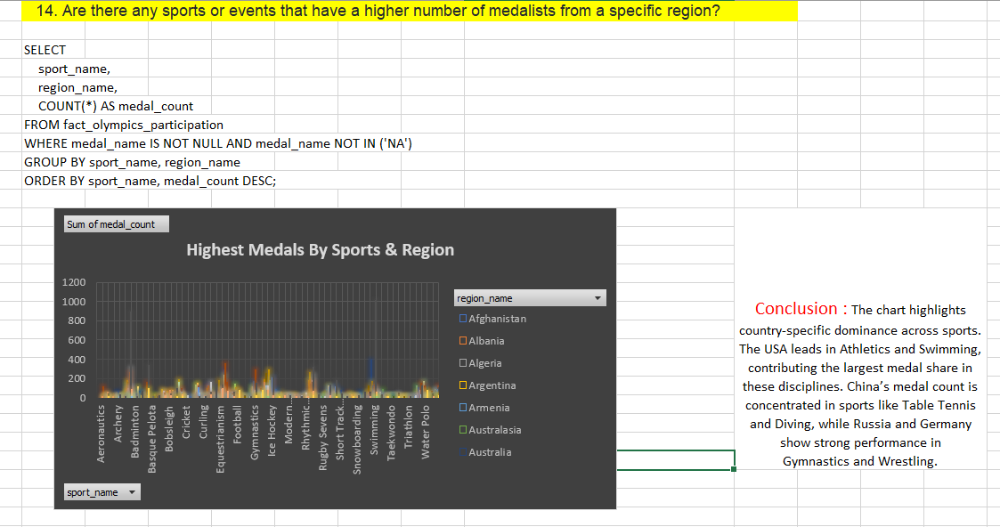 14. Are there any sports or events that have a higher number of medalists from a specific region?
SELECT
sport_name,
region_name,
COUNT(*) AS medal_count
FROM fact_olympics_participation
WHERE medal_name IS NOT NULL AND medal_name NOT IN ('NA')
GROUP BY sport_name, region_name
ORDER BY sport_name, medal_count DESC;
Sum of medal_count
Highest Medals By Sports & Region
1200
1000
800
600
400
200
0
Aeronautics
Archery
Badminton
Basque Pelota
Bobsleigh
Cricket
Curling
Equestrianism
Football
Gymnastics
Ice Hockey
Modern...
Rhythmic...
Rugby Sevens
Short Track...
Snowboarding
Swimming
Taekwondo
Triathlon
Water Polo
region_name
Afghanistan
Albania
Algeria
Argentina
Armenia
Australasia
Australia
sport_name
Conclusion : The chart highlights
country-specific dominance across sports.
The USA leads in Athletics and Swimming,
contributing the largest medal share in
these disciplines. China's medal count is
concentrated in sports like Table Tennis
and Diving, while Russia and Germany
show strong performance in
Gymnastics and Wrestling.